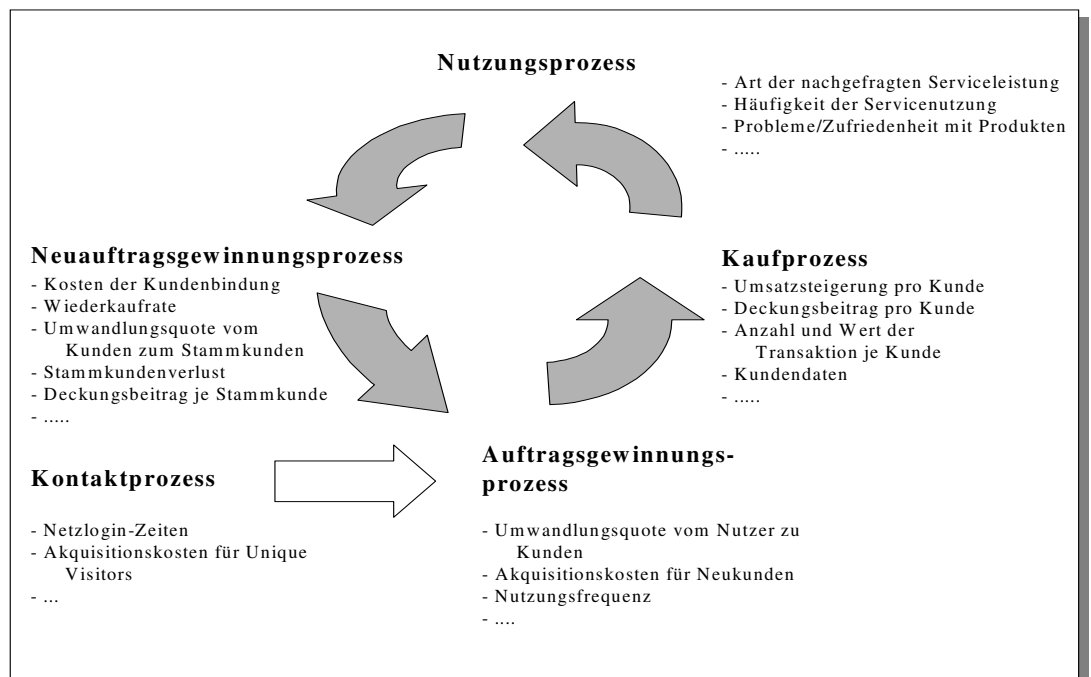 Nutzungsprozess
- Art der nachgefragten Serviceleistung
- Häufigkeit der Servicenutzung
- Probleme/Zufriedenheit mit Produkten
- .....
Neuauftragsgewinnungsprozess
- Kosten der Kundenbindung
- Wiederkaufrate
- Umwandlungsquote vom
Kunden zum Stammkunden
- Stammkundenverlust
- Deckungsbeitrag je Stammkunde
- .....
Kaufprozess
- Umsatzsteigerung pro Kunde
- Deckungsbeitrag pro Kunde
- Anzahl und Wert der
Transaktion je Kunde
- Kundendaten
- .....
Kontaktprozess
- Netzlogin-Zeiten
- Akquisitionskosten für Unique
Visitors
- ...
Auftragsgewinnungs-
prozess
- Umwandlungsquote vom Nutzer zu
Kunden
- Akquisitionskosten für Neukunden
- Nutzungsfrequenz
- ....